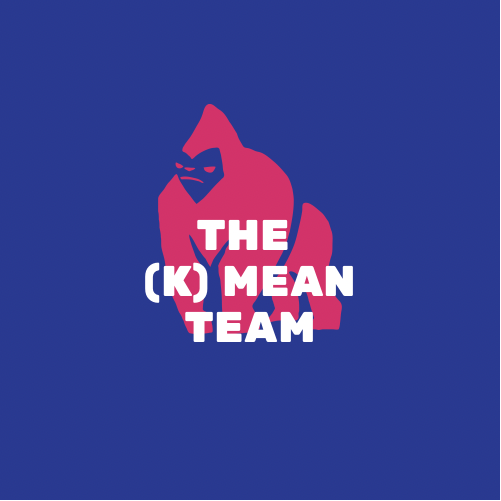 THE
(K) MEAN
TEAM